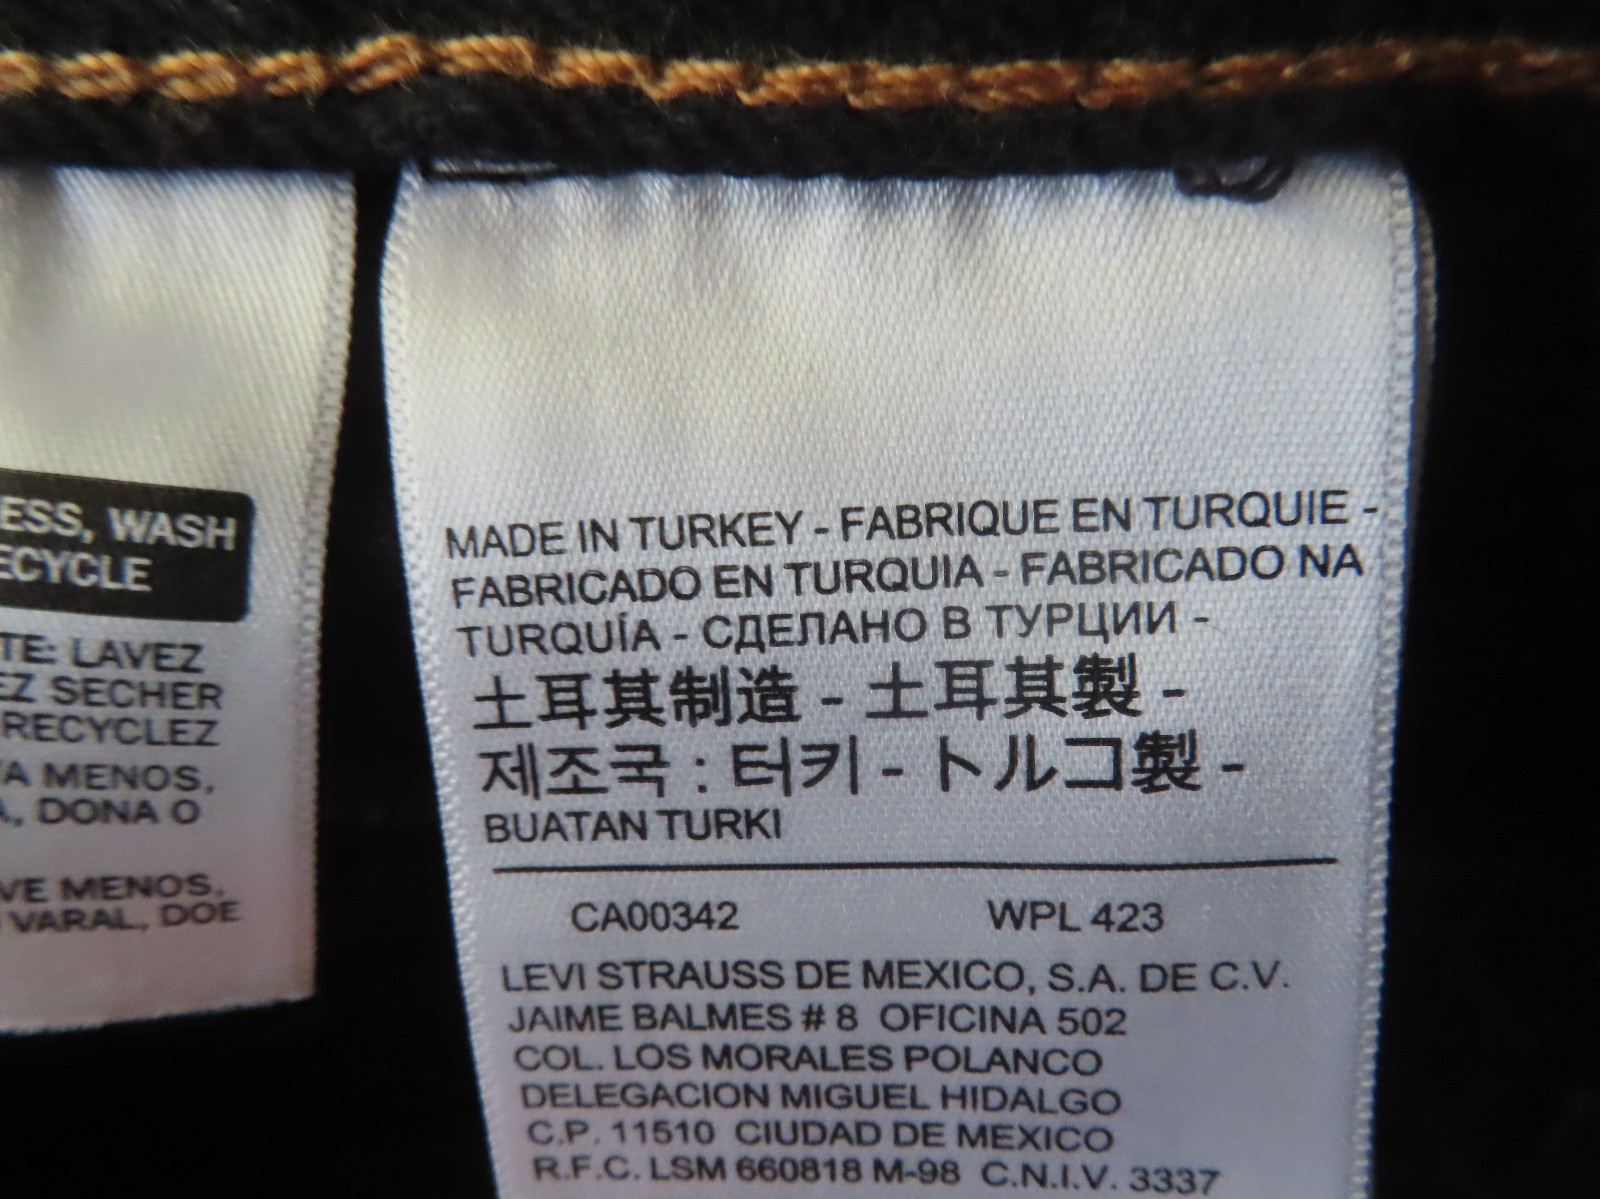 ESS, WASH
ECYCLE
TE: LAVEZ
EZ SECHER
RECYCLEZ
VA MENOS,
A, DONA O
VE MENOS,
VARAL, DOE
MADE IN TURKEY - FABRIQUE EN TURQUIE -
FABRICADO EN TURQUIA - FABRICADO NA
TURQUÍA - СДЕЛАНО В ТУРЦИИ -
土耳其制造 - 土耳其製 -
제조국 : 터키 - トルコ製 -
BUATAN TURKI
CA00342 WPL 423
LEVI STRAUSS DE MEXICO, S.A. DE C.V.
JAIME BALMES # 8 OFICINA 502
COL. LOS MORALES POLANCO
DELEGACION MIGUEL HIDALGO
C.P. 11510 CIUDAD DE MEXICO
R.F.C. LSM 660818 M-98 C.N.I.V. 3337